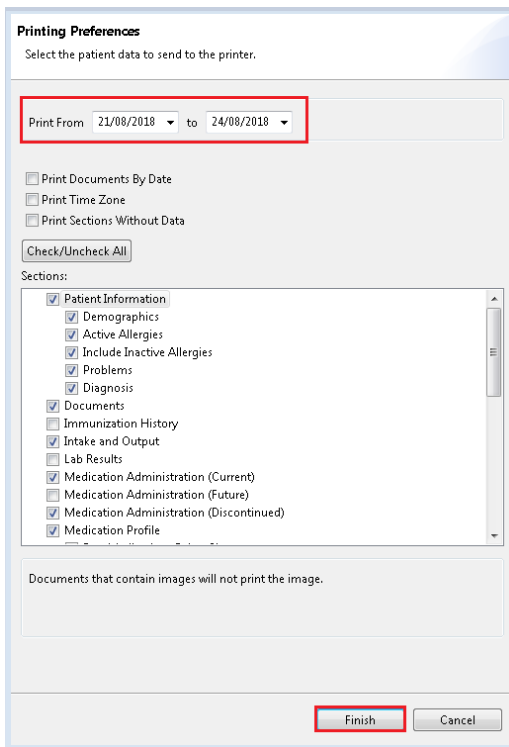 Printing Preferences
Select the patient data to send to the printer.
Print From 21/08/2018 to 24/08/2018
Print Documents By Date
Print Time Zone
Print Sections Without Data
Check/Uncheck All
Sections:
Patient Information
Demographics
Active Allergies
Include Inactive Allergies
Problems
Diagnosis
Documents
Immunization History
Intake and Output
Lab Results
Medication Administration (Current)
Medication Administration (Future)
Medication Administration (Discontinued)
Medication Profile
Documents that contain images will not print the image.
Finish Cancel